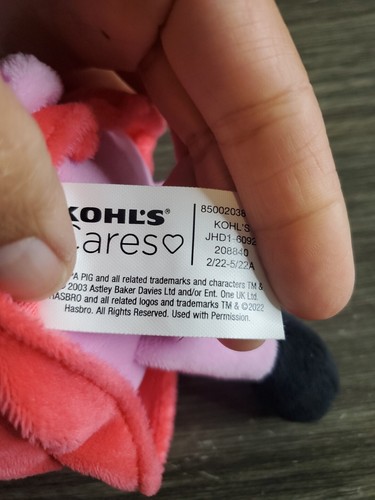 KOHL'S®
Cares♡
85002038
KOHL'S
JHD1-6092
208840
2/22-5/22A
PIG and all related trademarks and characters TM &
2003 Astley Baker Davies Ltd and/or Ent. One UK Ltd.
HASBRO and all related logos and trademarks TM & ©2022
Hasbro. All Rights Reserved. Used with Permission.